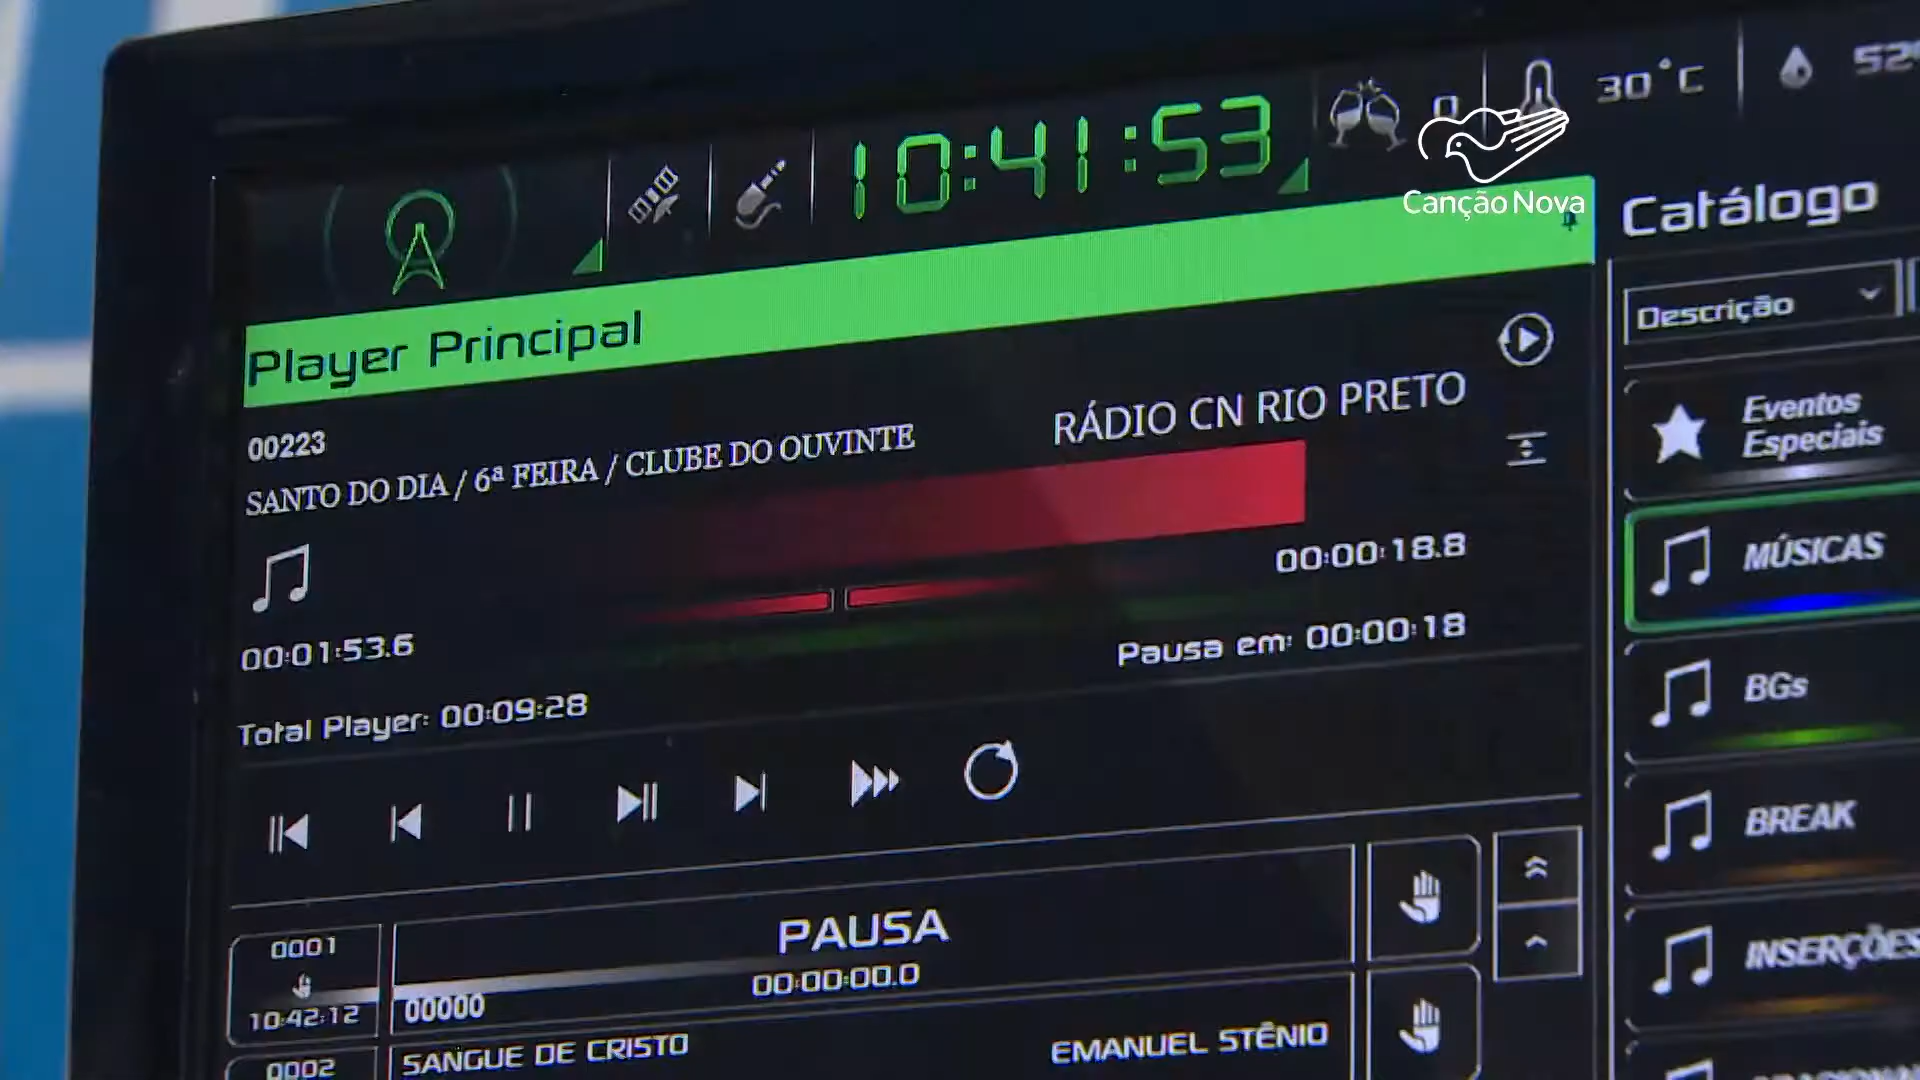 10:41:53
0
30°C
52
Canção Nova
Player Principal
00223
SANTO DO DIA / 6ª FEIRA / CLUBE DO OUVINTE
RÁDIO CN RIO PRETO
00:00:18.8
00:01:53.6
Pausa em: 00:00:18
Total Player: 00:09:28
0001
10:42:12
PAUSA
00:00:00.0
00000
0002
SANGUE DE CRISTO
EMANUEL STÊNIO
Catálogo
Descrição
Eventos
Especiais
MÚSICAS
BGs
BREAK
INSERÇÕES